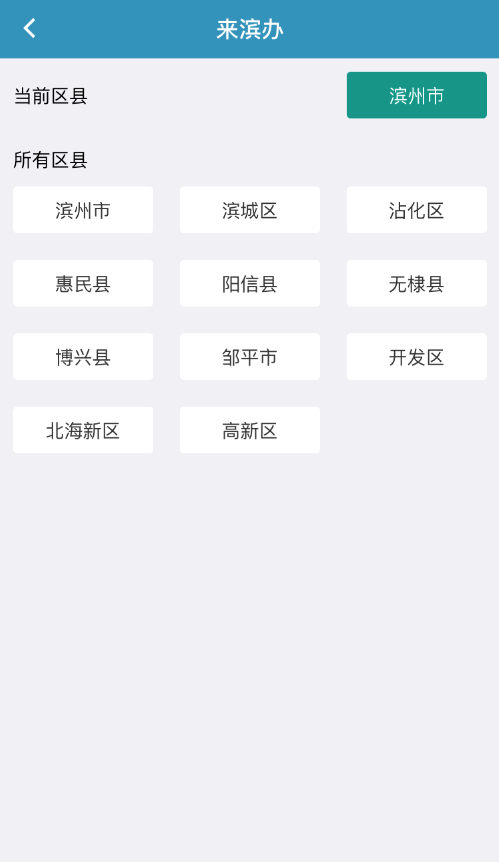 来滨办
当前区县 滨州市
所有区县
滨州市 滨城区 沾化区
惠民县 阳信县 无棣县
博兴县 邹平市 开发区
北海新区 高新区